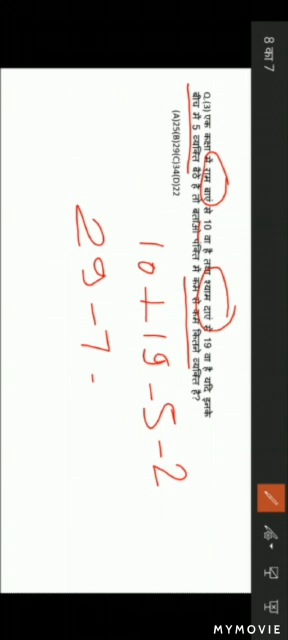 8 का 7
Q.(3) एक कक्षा में राम बाएं से 10 वा है तथा श्याम दाएं से 19 वा है यदि इनके
बीच में 5 व्यक्ति बैठे हैं तो बताओ पंक्ति में कम से कम कितने व्यक्ति है?
(A)25(B)29(C)34(D)22
10+19-5-2
29-7.
MYMOVIE